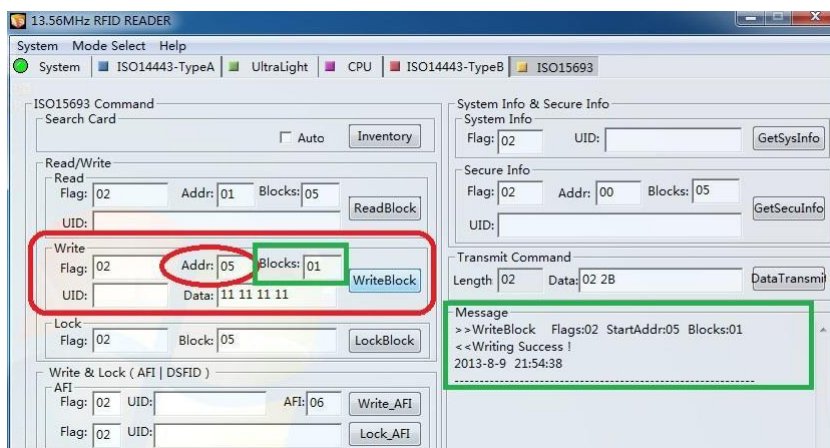 13.56MHz RFID READER
System Mode Select Help
System ISO14443-TypeA UltraLight CPU ISO14443-TypeB ISO15693
ISO15693 Command
Search Card
Auto Inventory
Read/Write
Read
Flag: 02 Addr: 01 Blocks: 05
ReadBlock
UID:
Write
Flag: 02 Addr: 05 Blocks: 01
WriteBlock
UID: Data: 11 11 11 11
Lock
Flag: 02 Block: 05 LockBlock
Write & Lock ( AFI | DSFID )
AFI
Flag: 02 UID: AFI: 06 Write_AFI
Flag: 02 UID: Lock_AFI
System Info & Secure Info
System Info
Flag: 02 UID: GetSysInfo
Secure Info
Flag: 02 Addr: 00 Blocks: 05
GetSecuInfo
UID:
Transmit Command
Length 02 Data: 02 2B DataTransmit
Message
>>WriteBlock Flags:02 StartAddr:05 Blocks:01
<<Writing Success !
2013-8-9 21:54:38